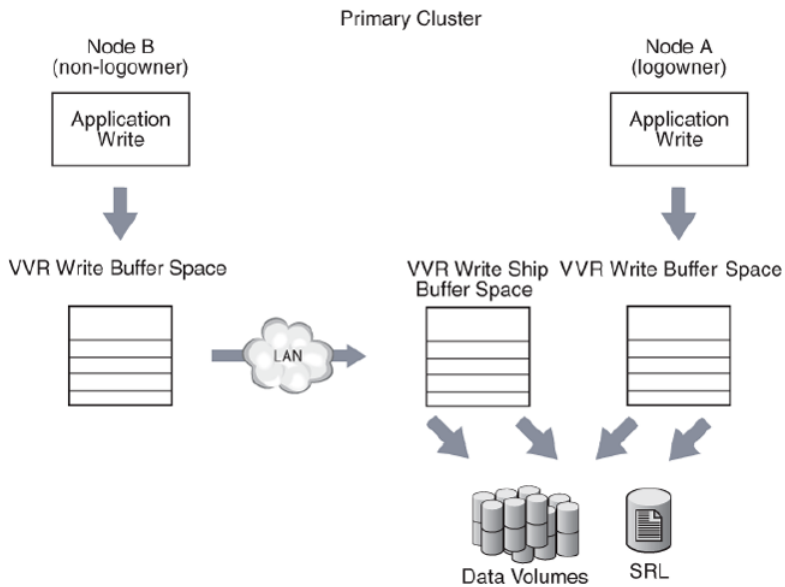 Primary Cluster
Node B
(non-logowner)
Node A
(logowner)
Application
Write
Application
Write
VVR Write Buffer Space
VVR Write Ship
Buffer Space
VVR Write Buffer Space
LAN
Data Volumes
SRL